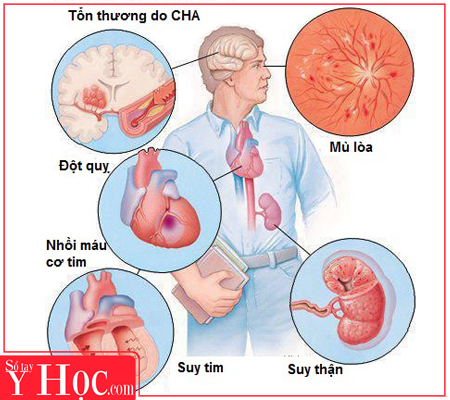 Tổn thương do CHA
Mù lòa
Đột quỵ
Nhồi máu
cơ tim
Suy tim
Suy thận
Sổ tay
Y HỌC.com